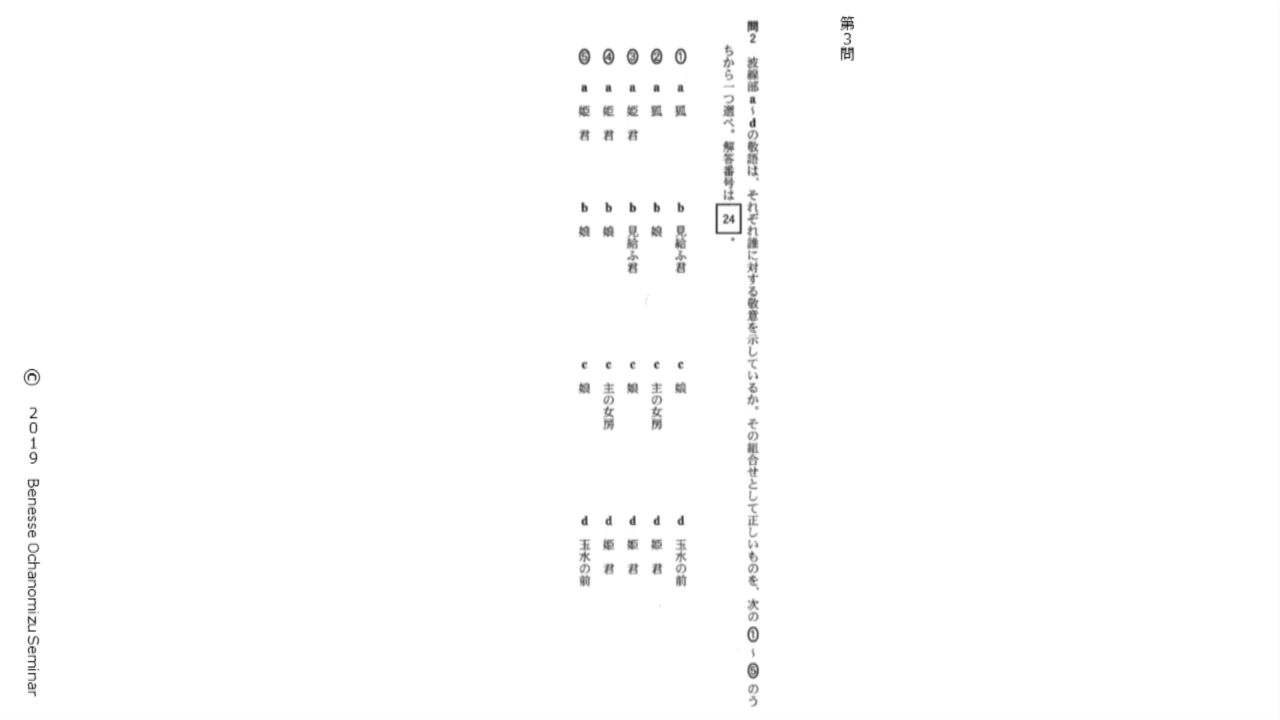 第3問
問2 波線部a~dの敬語は、それぞれ誰に対する敬意を示しているか。その組合せとして正しいものを、次の①~⑤のう
ちから一つ選べ。解答番号は 24 。
① a 狐 b 見給ふ君 c 娘 d 玉水の前
② a 狐 b 娘 c 主の女房 d 姫君
③ a 姫君 b 見給ふ君 c 娘 d 姫君
④ a 姫君 b 娘 c 主の女房 d 姫君
⑤ a 姫君 b 娘 c 娘 d 玉水の前
© 2019 Benesse Ochanomizu Seminar